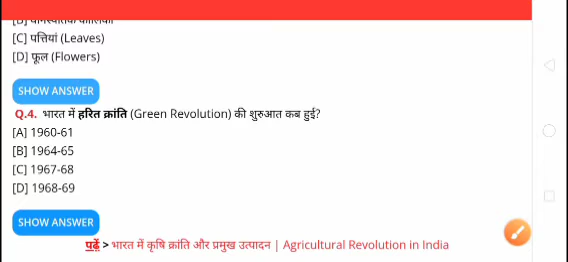 [C] पत्तियां (Leaves)
[D] फूल (Flowers)
SHOW ANSWER
Q.4. भारत में हरित क्रांति (Green Revolution) की शुरुआत कब हुई?
[A] 1960-61
[B] 1964-65
[C] 1967-68
[D] 1968-69
SHOW ANSWER
पढ़ें > भारत में कृषि क्रांति और प्रमुख उत्पादन | Agricultural Revolution in India